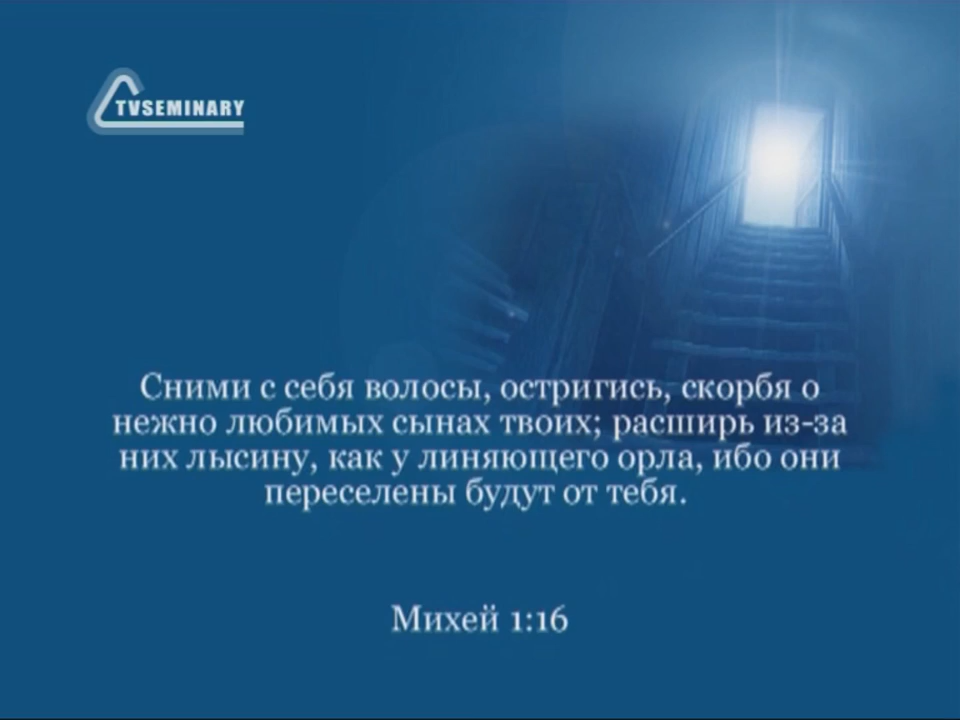 TVSEMINARY
Сними с себя волосы, остригись, скорбя о
нежно любимых сынах твоих; расширь из-за
них лысину, как у линяющего орла, ибо они
переселены будут от тебя.
Михей 1:16